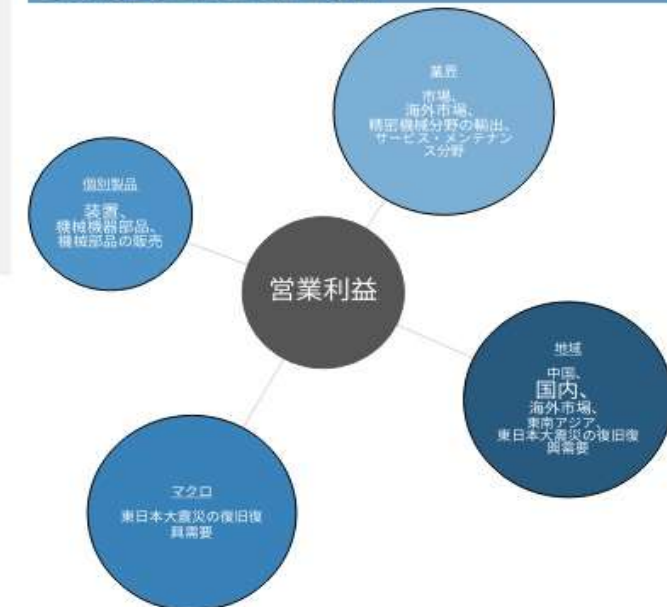 業界
市場、
海外市場、
精密機械分野の輸出、
サービス・メンテナン
ス分野
個別製品
装置、
機械機器部品、
機械部品の販売
営業利益
地域
中国、
国内、
海外市場、
東南アジア、
東日本大震災の復旧復
興需要
マクロ
東日本大震災の復旧復
興需要